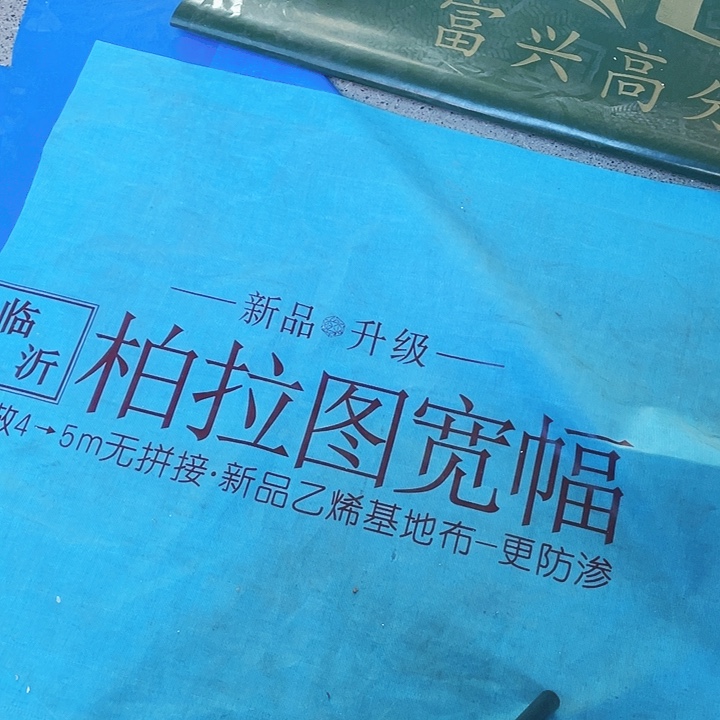 富兴高分
新品 升级
临沂
柏拉图宽幅
4→5m无拼接·新品乙烯基地布-更防渗